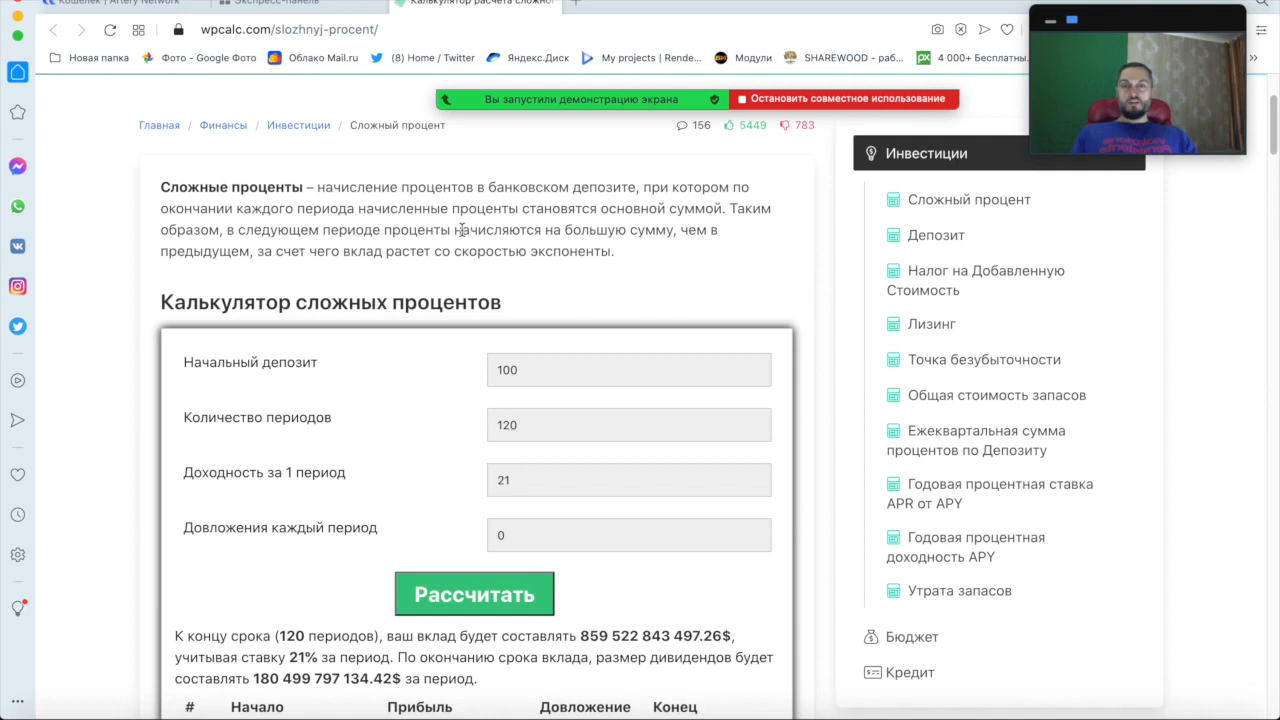 Кошелек | Artery Network
Экспресс-панель
Калькулятор расчета сложно
wpcalc.com/slozhnyj-procent/
Новая папка
Фото - Google Фото
Облако Mail.ru
(8) Home / Twitter
Яндекс.Диск
My projects | Rende...
Модули
SHAREWOOD - раб...
4 000+ Бесплатны...
Вы запустили демонстрацию экрана
Остановить совместное использование
Главная / Финансы / Инвестиции / Сложный процент
156 5449 783
Сложные проценты – начисление процентов в банковском депозите, при котором по
окончании каждого периода начисленные проценты становятся основной суммой. Таким
образом, в следующем периоде проценты начисляются на большую сумму, чем в
предыдущем, за счет чего вклад растет со скоростью экспоненты.
Калькулятор сложных процентов
Начальный депозит 100
Количество периодов 120
Доходность за 1 период 21
Довложения каждый период 0
Рассчитать
К концу срока (120 периодов), ваш вклад будет составлять 859 522 843 497.26$,
учитывая ставку 21% за период. По окончанию срока вклада, размер дивидендов будет
составлять 180 499 797 134.42$ за период.
# Начало Прибыль Довложение Конец
Инвестиции
Сложный процент
Депозит
Налог на Добавленную
Стоимость
Лизинг
Точка безубыточности
Общая стоимость запасов
Ежеквартальная сумма
процентов по Депозиту
Годовая процентная ставка
APR от APY
Годовая процентная
доходность APY
Утрата запасов
Бюджет
Кредит